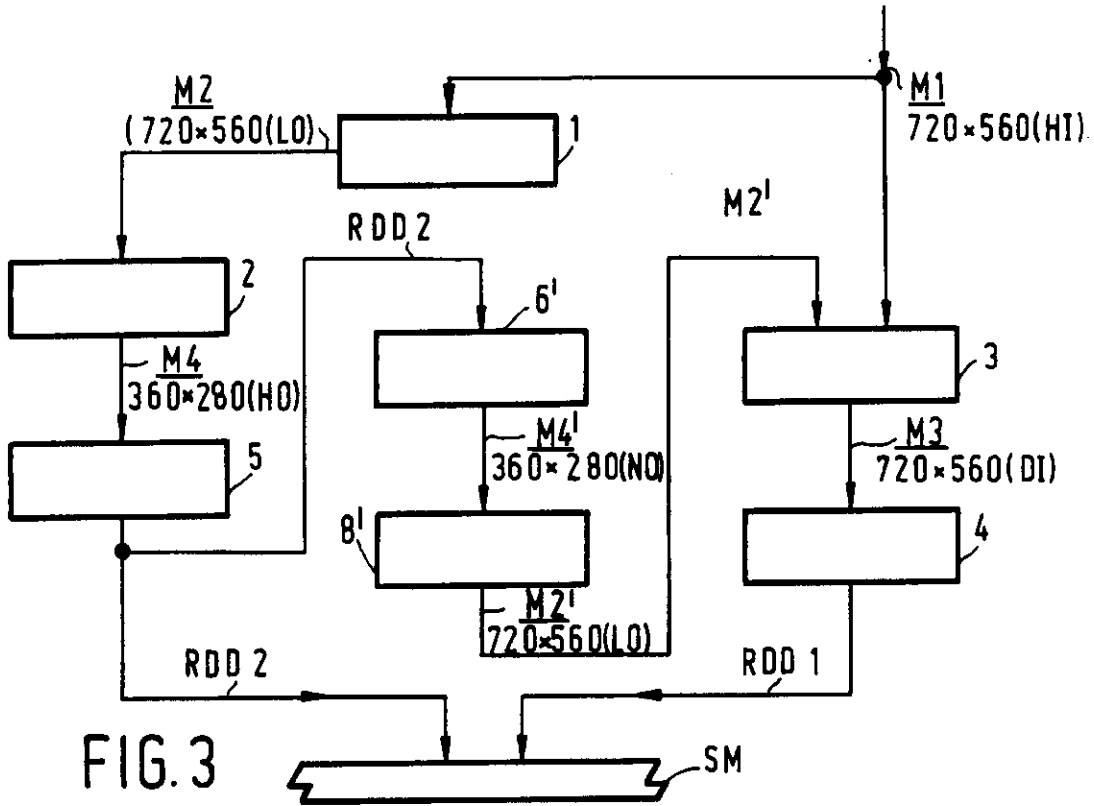 M2
(720×560(LO)
1
M1
720×560(HI)
M2'
RDD 2
2
6'
3
M4
360×280(HO)
5
M4'
360×280(NO)
M3
720×560(DI)
8'
4
M2'
720×560(LO)
RDD 2
RDD 1
FIG. 3
SM